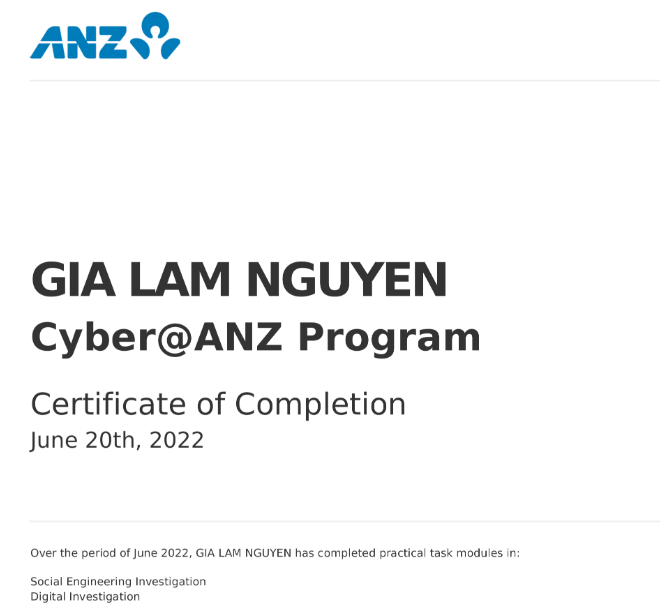 ANZ
GIA LAM NGUYEN
Cyber@ANZ Program
Certificate of Completion
June 20th, 2022
Over the period of June 2022, GIA LAM NGUYEN has completed practical task modules in:
Social Engineering Investigation
Digital Investigation